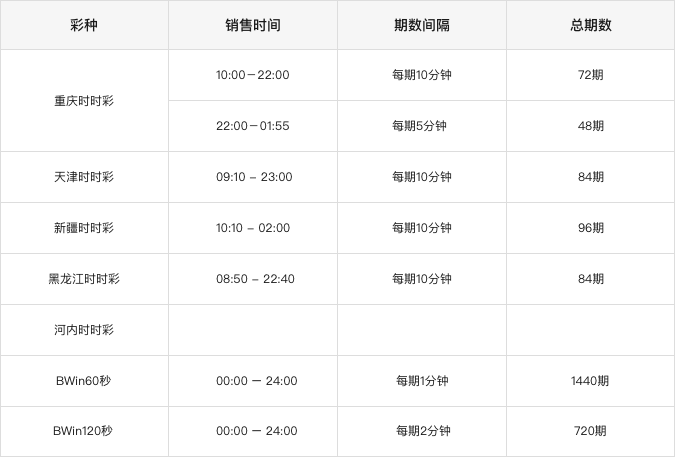 彩种 销售时间 期数间隔 总期数
重庆时时彩 10:00－22:00 每期10分钟 72期
22:00－01:55 每期5分钟 48期
天津时时彩 09:10 – 23:00 每期10分钟 84期
新疆时时彩 10:10 – 02:00 每期10分钟 96期
黑龙江时时彩 08:50 – 22:40 每期10分钟 84期
河内时时彩
BWin60秒 00:00 — 24:00 每期1分钟 1440期
BWin120秒 00:00 — 24:00 每期2分钟 720期